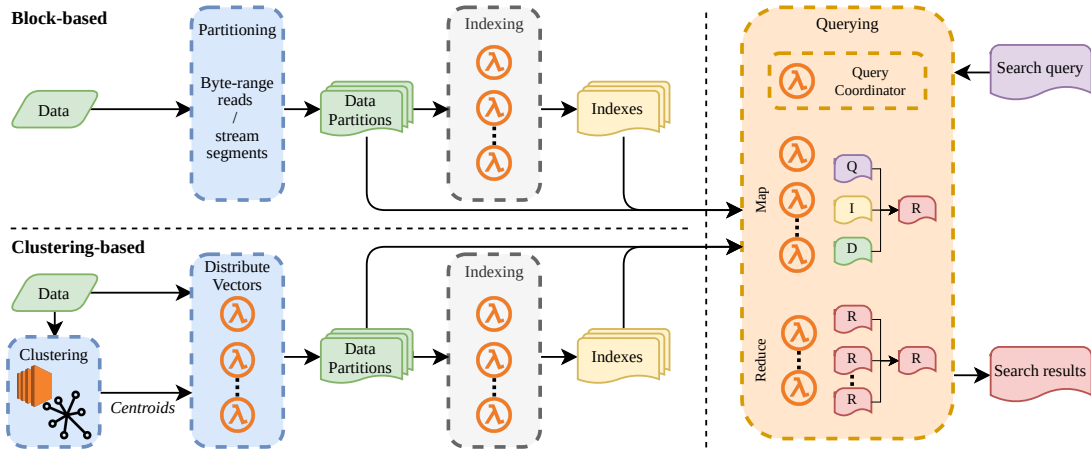 Block-based
Data
Partitioning
Byte-range
reads
/
stream
segments
Data
Partitions
Indexing
λ
λ
λ
Indexes
Clustering-based
Data
Clustering
Centroids
Distribute
Vectors
λ
λ
λ
Data
Partitions
Indexing
λ
λ
λ
Indexes
Querying
λ
Query
Coordinator
Search query
Map
λ
λ
λ
Q
I
D
R
Reduce
λ
λ
R
R
R
R
Search results